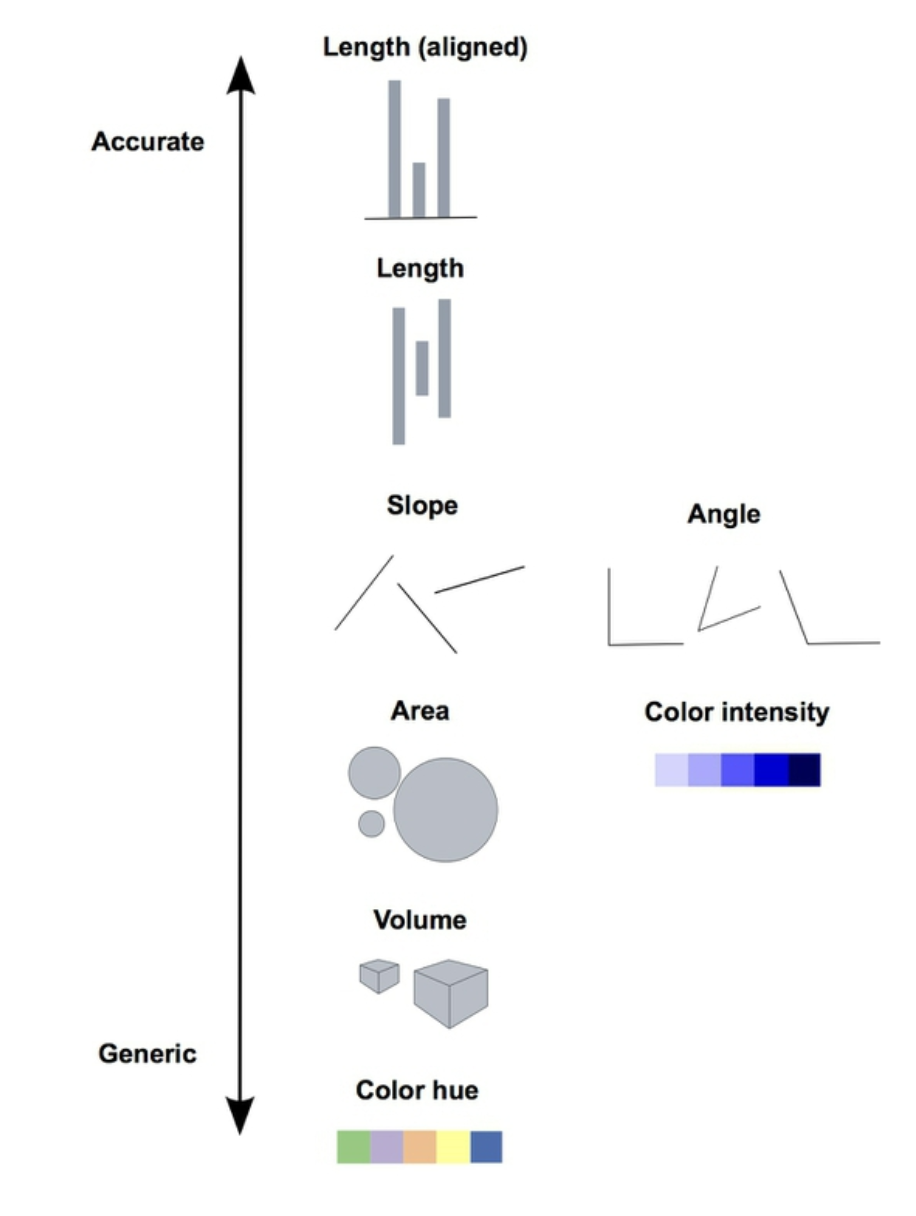 Length (aligned)
Accurate
Length
Slope
Angle
Area
Color intensity
Volume
Generic
Color hue